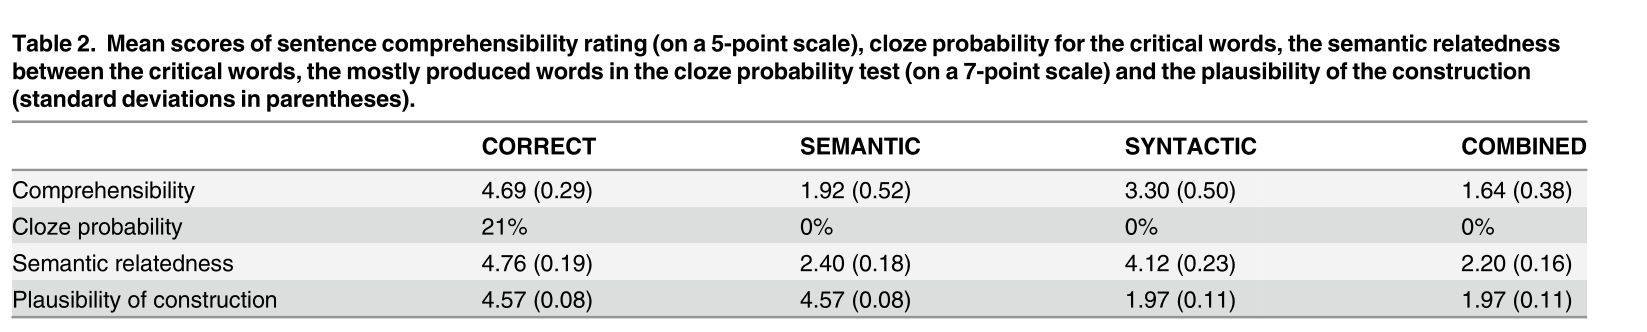 Table 2. Mean scores of sentence comprehensibility rating (on a 5-point scale), cloze probability for the critical words, the semantic relatedness
between the critical words, the mostly produced words in the cloze probability test (on a 7-point scale) and the plausibility of the construction
(standard deviations in parentheses).
CORRECT SEMANTIC SYNTACTIC COMBINED
Comprehensibility 4.69 (0.29) 1.92 (0.52) 3.30 (0.50) 1.64 (0.38)
Cloze probability 21% 0% 0% 0%
Semantic relatedness 4.76 (0.19) 2.40 (0.18) 4.12 (0.23) 2.20 (0.16)
Plausibility of construction 4.57 (0.08) 4.57 (0.08) 1.97 (0.11) 1.97 (0.11)